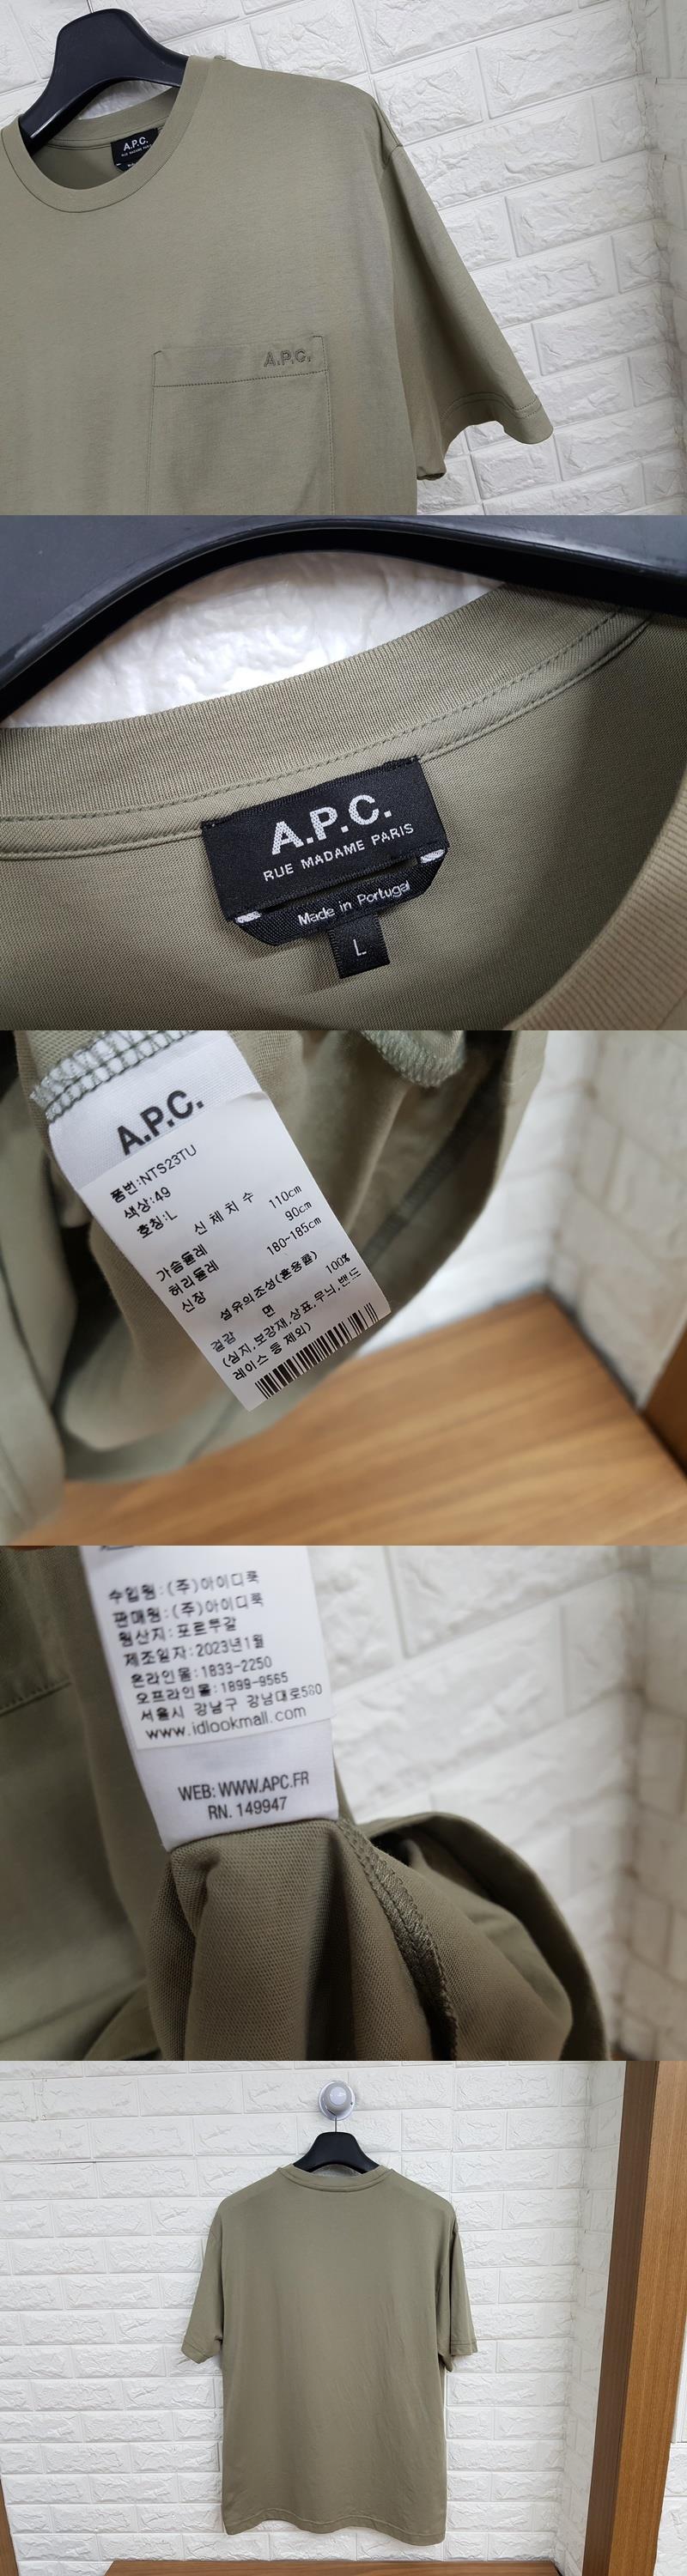 A.P.C.
RUE MADAME PARIS
A.P.C.
A.P.C.
RUE MADAME PARIS
Made in Portugal
L
A.P.C.
품번:NTS23TU
색상:49
호칭:L
신체치수
가슴둘레 110cm
허리둘레 90cm
신장 180-185cm
섬유의조성(혼용률)
겉감 면 100%
(심지,보강재,상표,무늬,밴드
레이스 등 제외)
수입원:(주)아이디룩
판매원:(주)아이디룩
원산지:포르투갈
제조일자:2023년1월
온라인몰:1833-2250
오프라인몰:1899-9565
서울시 강남구 강남대로580
www.idlookmall.com
WEB: WWW.APC.FR
RN. 149947